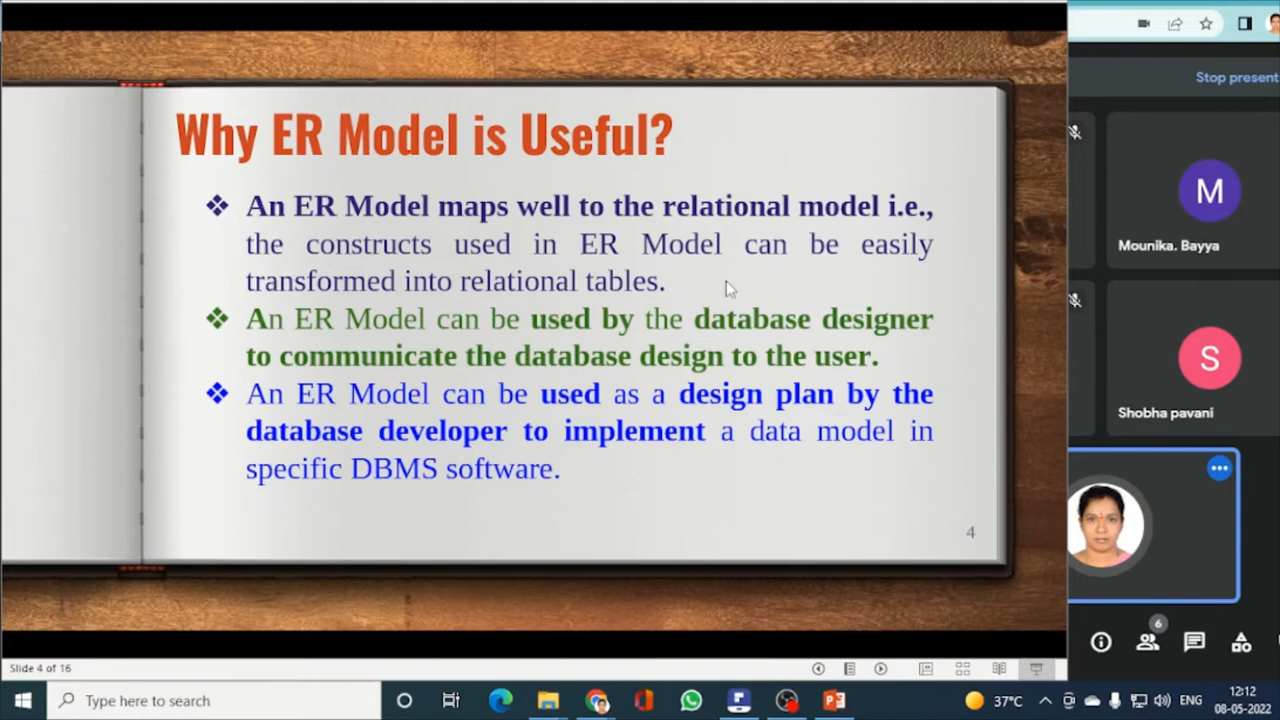 Stop present
Why ER Model is Useful?
❖ An ER Model maps well to the relational model i.e.,
the constructs used in ER Model can be easily
transformed into relational tables.
❖ An ER Model can be used by the database designer
to communicate the database design to the user.
❖ An ER Model can be used as a design plan by the
database developer to implement a data model in
specific DBMS software.
4
M
Mounika. Bayya
S
Shobha pavani
6
Slide 4 of 16
Type here to search
37°C
ENG
12:12
08-05-2022